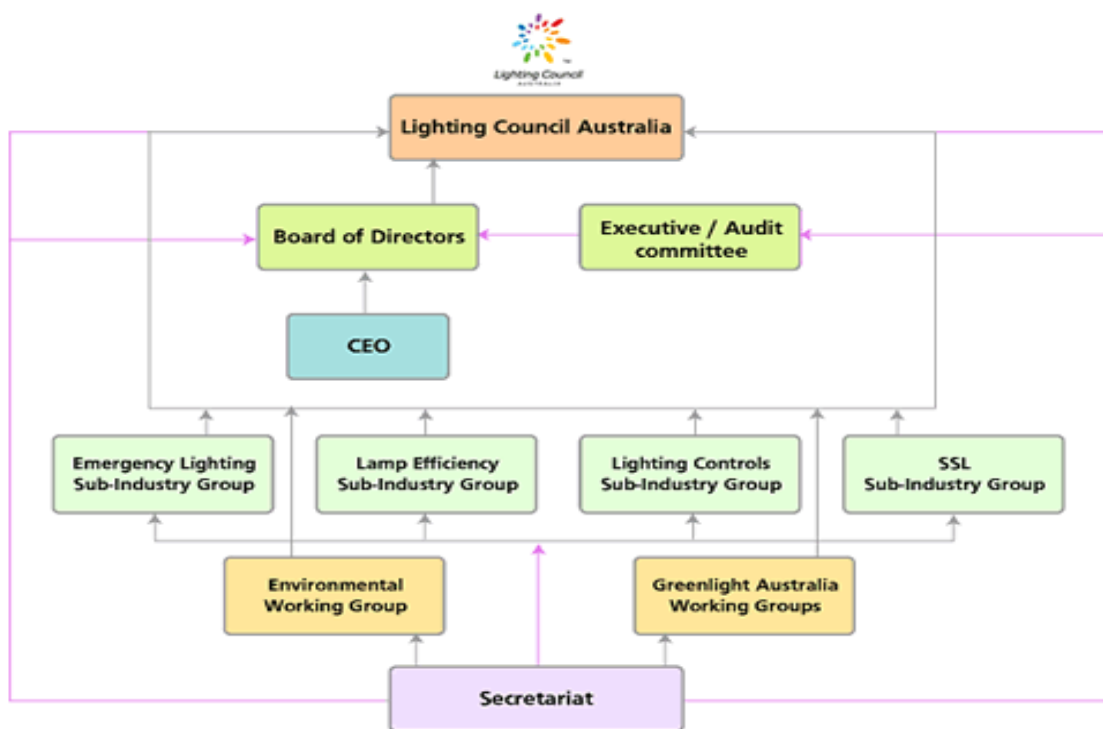 Lighting Council
AUSTRALIA
Lighting Council Australia
Board of Directors
Executive / Audit
committee
CEO
Emergency Lighting
Sub-Industry Group
Lamp Efficiency
Sub-Industry Group
Lighting Controls
Sub-Industry Group
SSL
Sub-Industry Group
Environmental
Working Group
Greenlight Australia
Working Groups
Secretariat